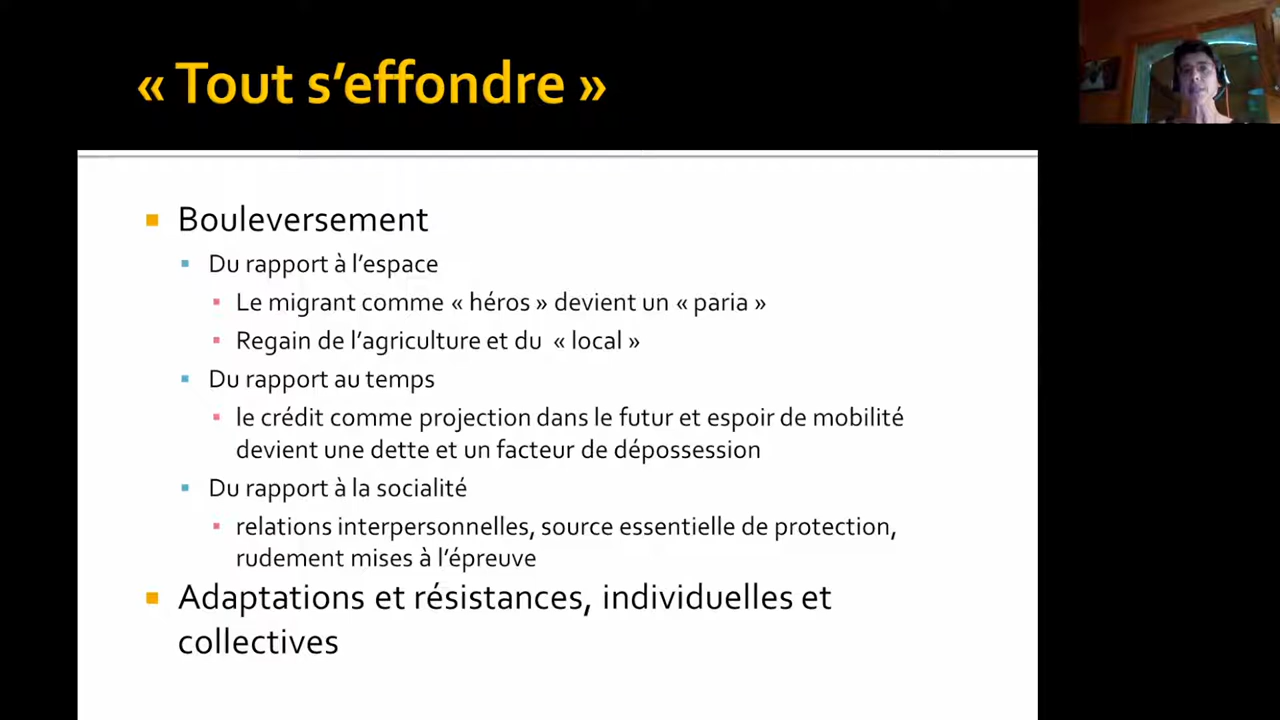 « Tout s’effondre »
Bouleversement
Du rapport à l’espace
Le migrant comme « héros » devient un « paria »
Regain de l’agriculture et du « local »
Du rapport au temps
le crédit comme projection dans le futur et espoir de mobilité
devient une dette et un facteur de dépossession
Du rapport à la socialité
relations interpersonnelles, source essentielle de protection,
rudement mises à l’épreuve
Adaptations et résistances, individuelles et
collectives